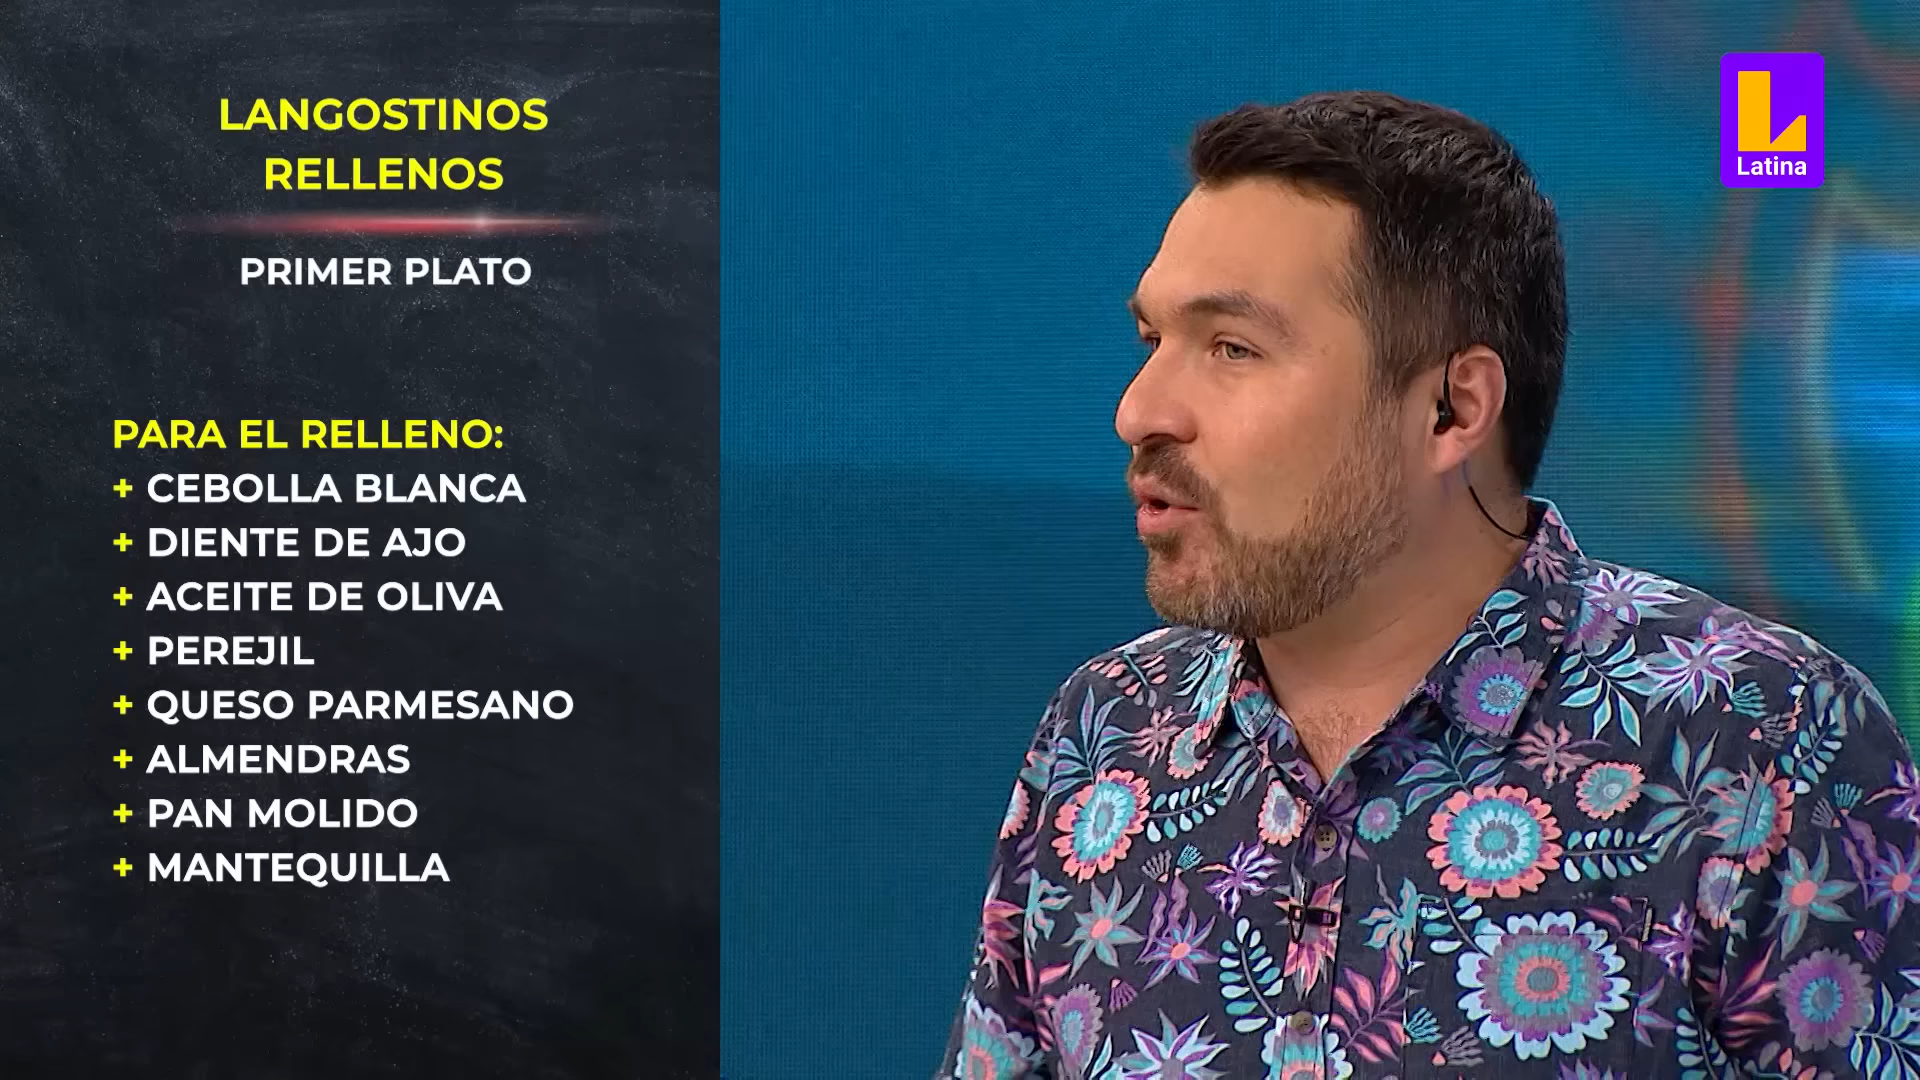 LANGOSTINOS
RELLENOS
PRIMER PLATO
PARA EL RELLENO:
+ CEBOLLA BLANCA
+ DIENTE DE AJO
+ ACEITE DE OLIVA
+ PEREJIL
+ QUESO PARMESANO
+ ALMENDRAS
+ PAN MOLIDO
+ MANTEQUILLA
Latina